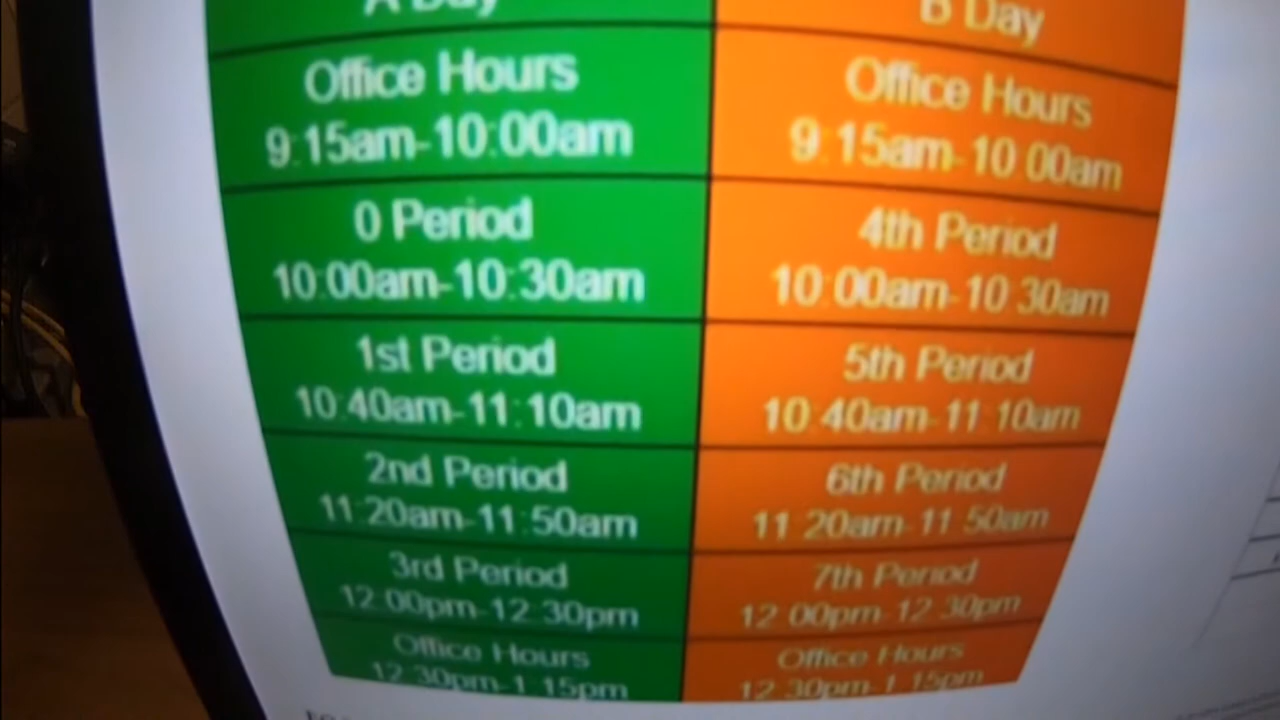 A Day
B Day
Office Hours
9:15am-10:00am
Office Hours
9:15am-10:00am
0 Period
10:00am-10:30am
4th Period
10:00am-10:30am
1st Period
10:40am-11:10am
5th Period
10:40am-11:10am
2nd Period
11:20am-11:50am
6th Period
11:20am-11:50am
3rd Period
12:00pm-12:30pm
7th Period
12:00pm-12:30pm
Office Hours
12:30pm-1:15pm
Office Hours
12:30pm-1:15pm